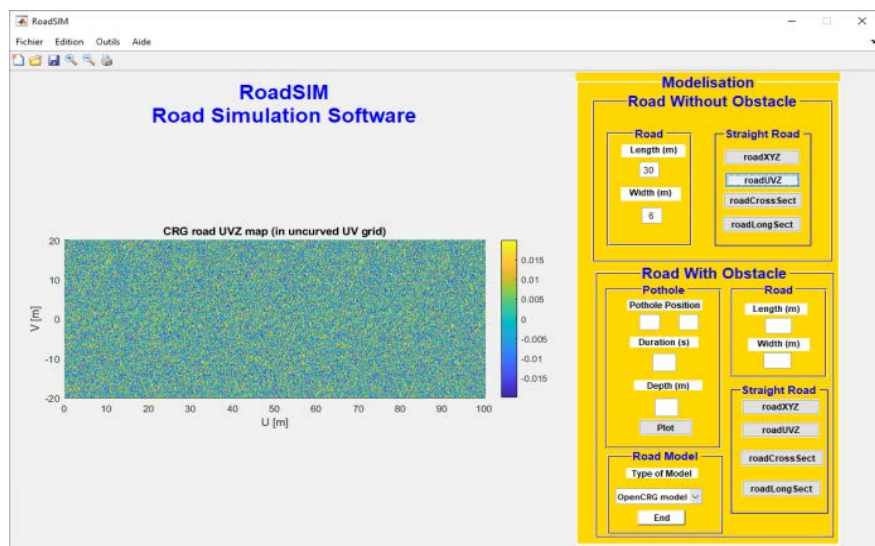 RoadSIM
Fichier Edition Outils Aide
RoadSIM
Road Simulation Software
CRG road UVZ map (in uncurved UV grid)
20
10
0
-10
-20
V [m]
0 10 20 30 40 50 60 70 80 90 100
U [m]
0.015
0.01
0.005
0
-0.005
-0.01
-0.015
Modelisation
Road Without Obstacle
Road
Length (m)
30
Width (m)
6
Straight Road
roadXYZ
roadUVZ
roadCrossSect
roadLongSect
Road With Obstacle
Pothole
Pothole Position
Duration (s)
Depth (m)
Plot
Road
Length (m)
Width (m)
Straight Road
roadXYZ
roadUVZ
roadCrossSect
roadLongSect
Road Model
Type of Model
OpenCRG model
End